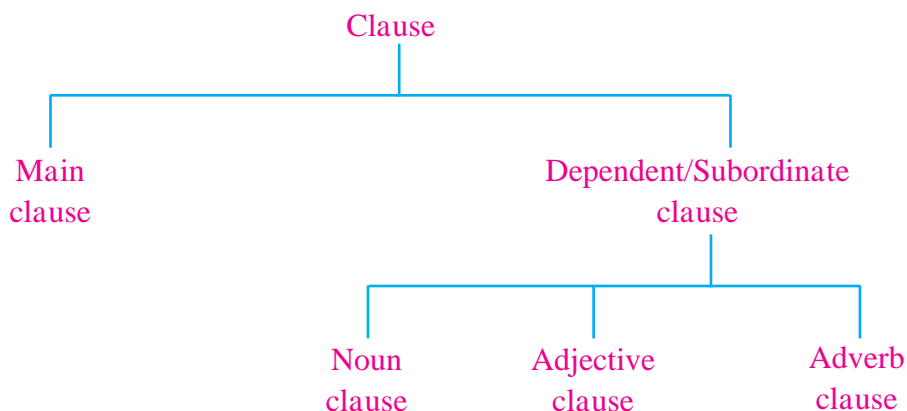 Clause
Main
clause
Dependent/Subordinate
clause
Noun
clause
Adjective
clause
Adverb
clause